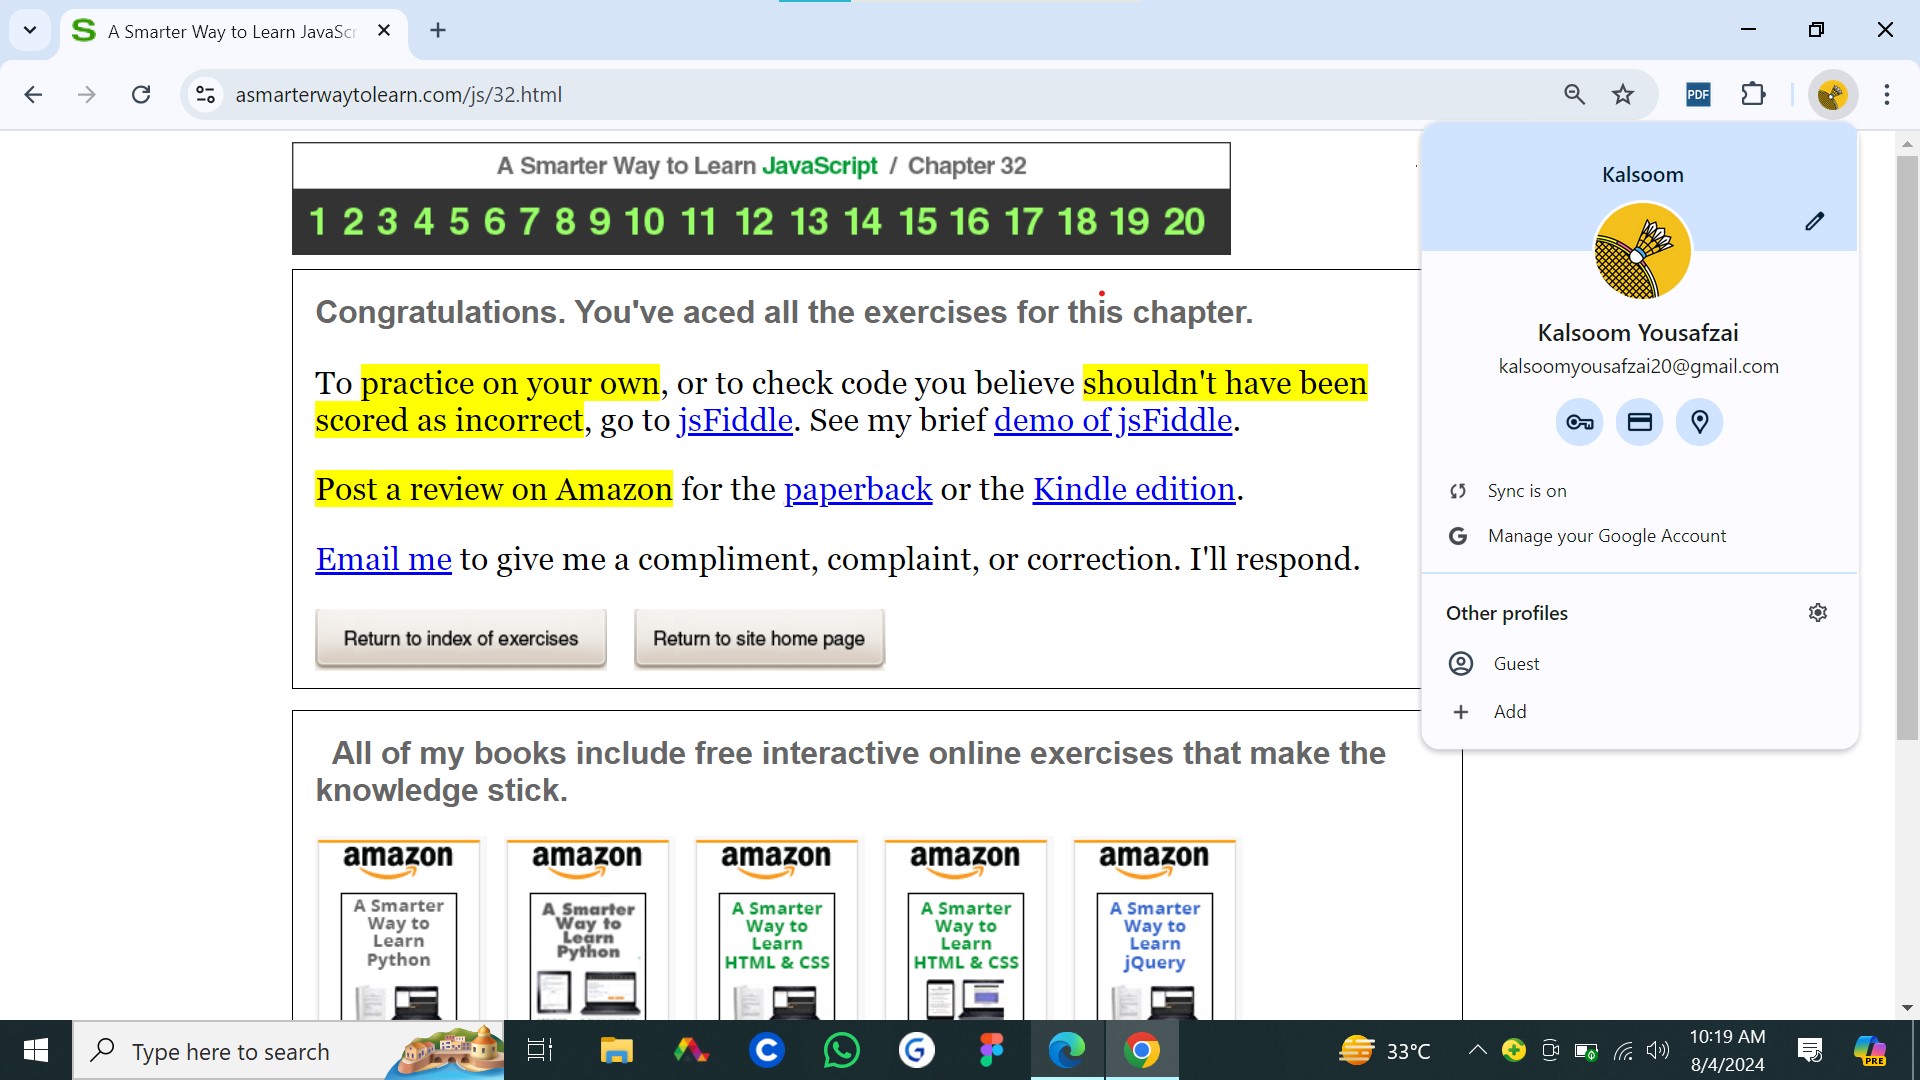 A Smarter Way to Learn JavaScr
asmarterwaytolearn.com/js/32.html
PDF
A Smarter Way to Learn JavaScript / Chapter 32
1 2 3 4 5 6 7 8 9 10 11 12 13 14 15 16 17 18 19 20
Congratulations. You've aced all the exercises for this chapter.
To practice on your own, or to check code you believe shouldn't have been
scored as incorrect, go to jsFiddle. See my brief demo of jsFiddle.
Post a review on Amazon for the paperback or the Kindle edition.
Email me to give me a compliment, complaint, or correction. I'll respond.
Return to index of exercises
Return to site home page
Kalsoom
Kalsoom Yousafzai
kalsoomyousafzai20@gmail.com
Sync is on
Manage your Google Account
Other profiles
Guest
Add
All of my books include free interactive online exercises that make the
knowledge stick.
amazon
A Smarter
Way to
Learn
Python
amazon
A Smarter
Way to
Learn
Python
amazon
A Smarter
Way to
Learn
HTML & CSS
amazon
A Smarter
Way to
Learn
HTML & CSS
amazon
A Smarter
Way to
Learn
jQuery
Type here to search
33°C
10:19 AM
8/4/2024
PRE